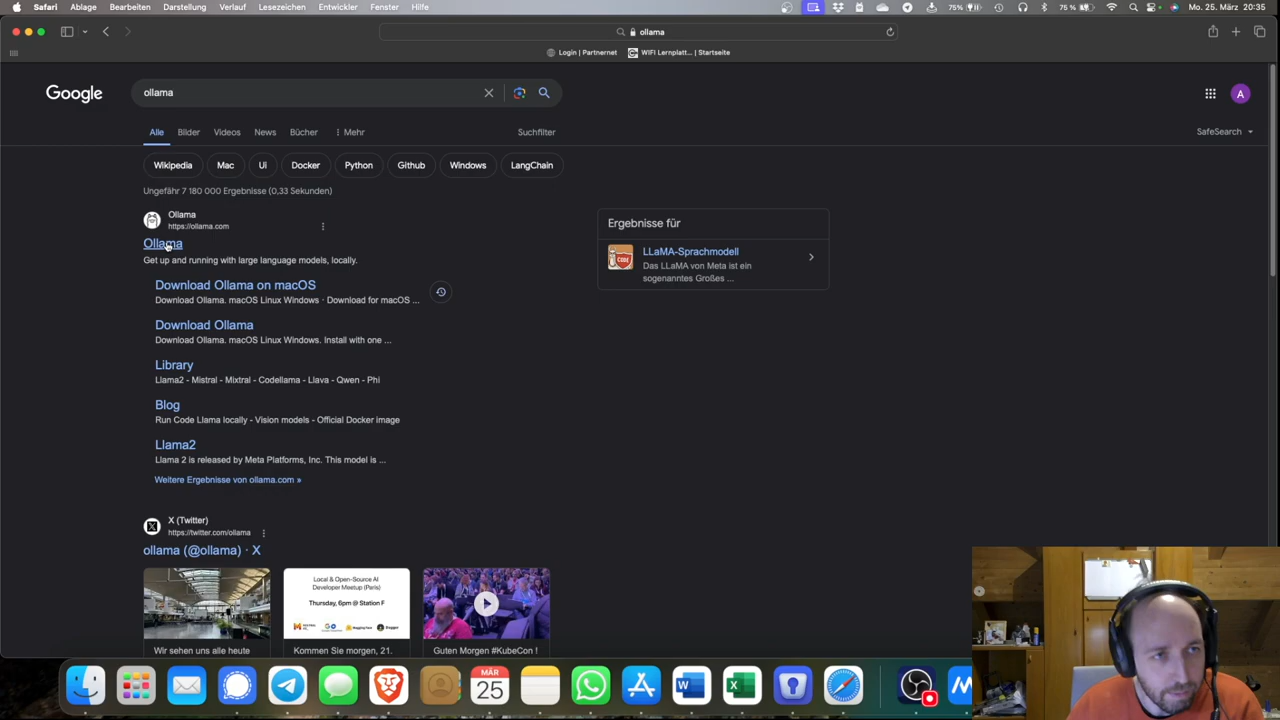 Safari Ablage Bearbeiten Darstellung Verlauf Lesezeichen Entwickler Fenster Hilfe 75% 76 % Mo. 25. März 20:35
ollama
Login | Partnernet WIFI Lernplatt... | Startseite
Google ollama A
Alle Bilder Videos News Bücher Mehr Suchfilter SafeSearch
Wikipedia Mac Ui Docker Python Github Windows LangChain
Ungefähr 7 180 000 Ergebnisse (0,33 Sekunden)
Ollama
https://ollama.com
Ollama
Get up and running with large language models, locally.
Download Ollama on macOS
Download Ollama. macOS Linux Windows · Download for macOS ...
Download Ollama
Download Ollama. macOS Linux Windows. Install with one ...
Library
Llama2 - Mistral - Mixtral - Codellama - Llava - Qwen - Phi
Blog
Run Code Llama locally - Vision models - Official Docker image
Llama2
Llama 2 is released by Meta Platforms, Inc. This model is ...
Weitere Ergebnisse von ollama.com »
Ergebnisse für
CODE
LLaMA-Sprachmodell
Das LLaMA von Meta ist ein
sogenanntes Großes ...
X (Twitter)
https://twitter.com/ollama
ollama (@ollama) · X
Local & Open-Source AI
Developer Meetup (Paris)
Thursday, 6pm @ Station F
Wir sehen uns alle heute
Kommen Sie morgen, 21.
Guten Morgen #KubeCon !
MÄR
25